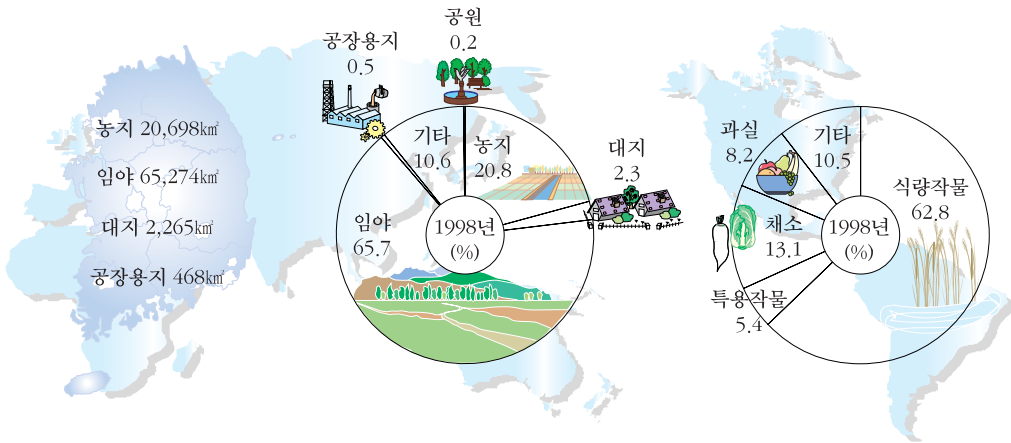 농지 20,698㎢
임야 65,274㎢
대지 2,265㎢
공장용지 468㎢
공원
0.2
공장용지
0.5
기타
10.6
농지
20.8
대지
2.3
임야
65.7
1998년
(%)
과실
8.2
기타
10.5
식량작물
62.8
채소
13.1
특용작물
5.4
1998년
(%)